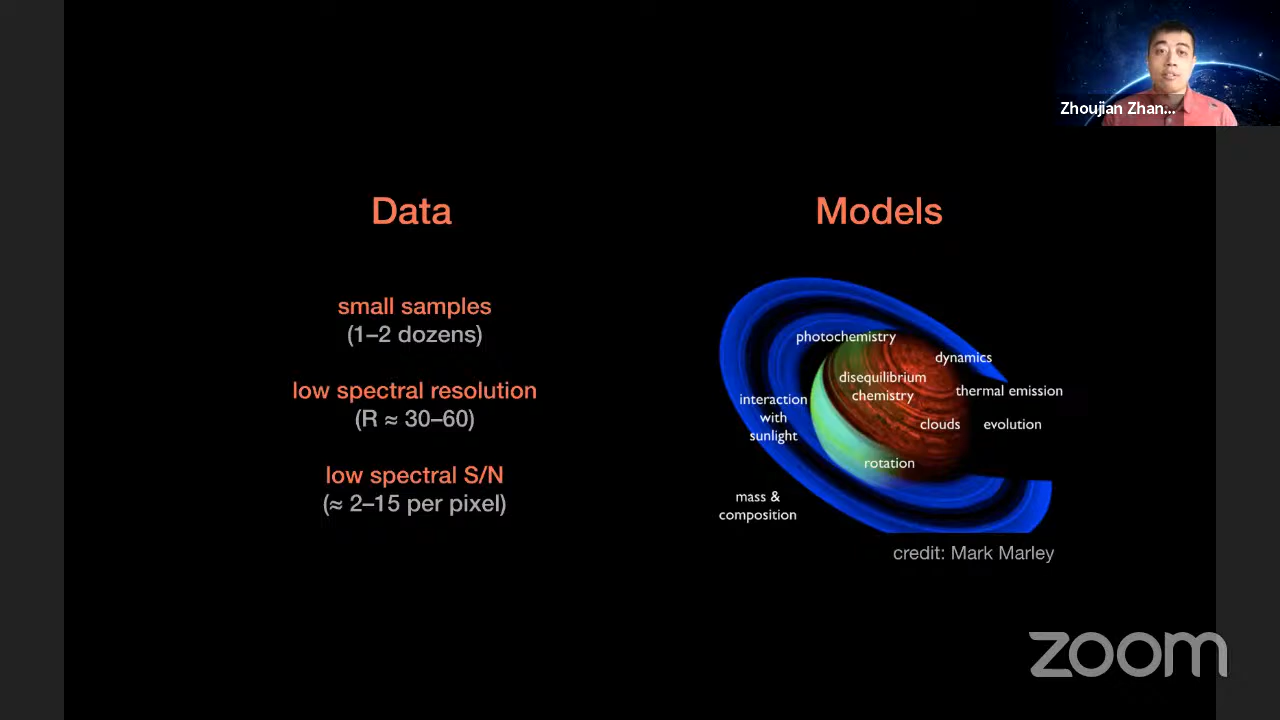 Zhoujian Zhan...
Data
Models
small samples
(1–2 dozens)
low spectral resolution
(R ≈ 30–60)
low spectral S/N
(≈ 2–15 per pixel)
photochemistry
dynamics
disequilibrium
chemistry
thermal emission
interaction
with
sunlight
clouds
evolution
rotation
mass &
composition
credit: Mark Marley
zoom